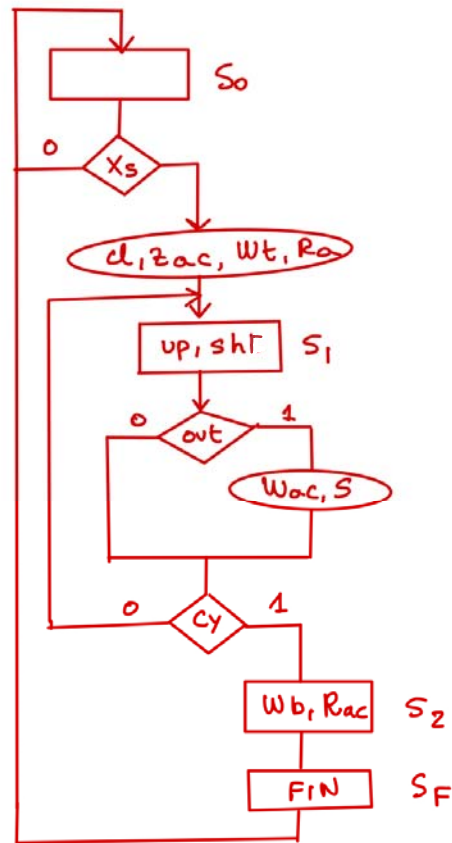 S0
0
Xs
cl, Zac, Wt, Ra
up, sht S1
0 out 1
Wac, S
0 CY 1
Wb, Rac S2
FIN SF